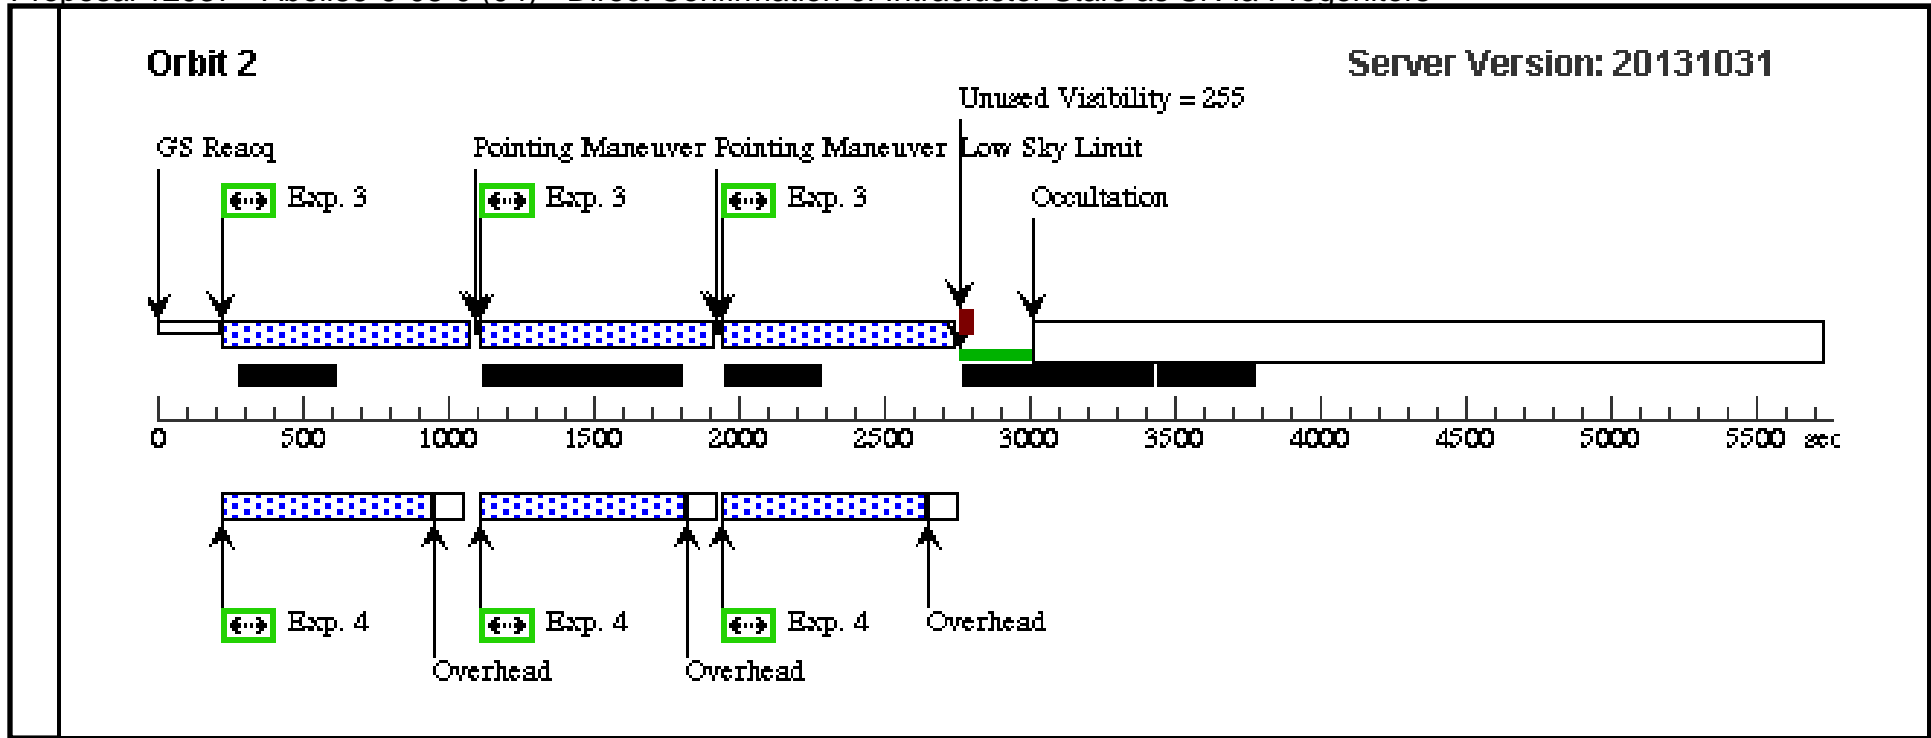 Orbit 2
Server Version: 20131031
Unused Visibility = 255
GS Reacq
Pointing Maneuver
Pointing Maneuver
Low Sky Limit
Exp. 3
Exp. 3
Exp. 3
Occultation
0
500
1000
1500
2000
2500
3000
3500
4000
4500
5000
5500
sec
Exp. 4
Exp. 4
Exp. 4
Overhead
Overhead
Overhead